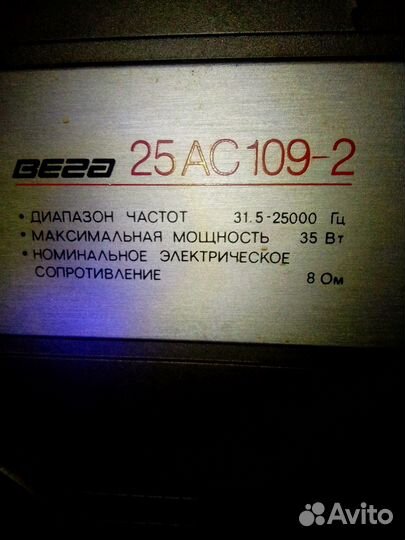 ВЕГА 25АС109-2
• ДИАПАЗОН ЧАСТОТ 31.5-25000 Гц
• МАКСИМАЛЬНАЯ МОЩНОСТЬ 35 Вт
• НОМИНАЛЬНОЕ ЭЛЕКТРИЧЕСКОЕ
СОПРОТИВЛЕНИЕ 8 Ом
Avito